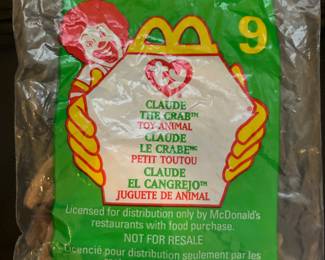 9
ty
CLAUDE
THE CRAB™
TOY ANIMAL
CLAUDE
LE CRABE™
PETIT TOUTOU
CLAUDE
EL CANGREJO™
JUGUETE DE ANIMAL
Licensed for distribution only by McDonald's
restaurants with food purchase.
NOT FOR RESALE
Licencié pour distribution seulement par les